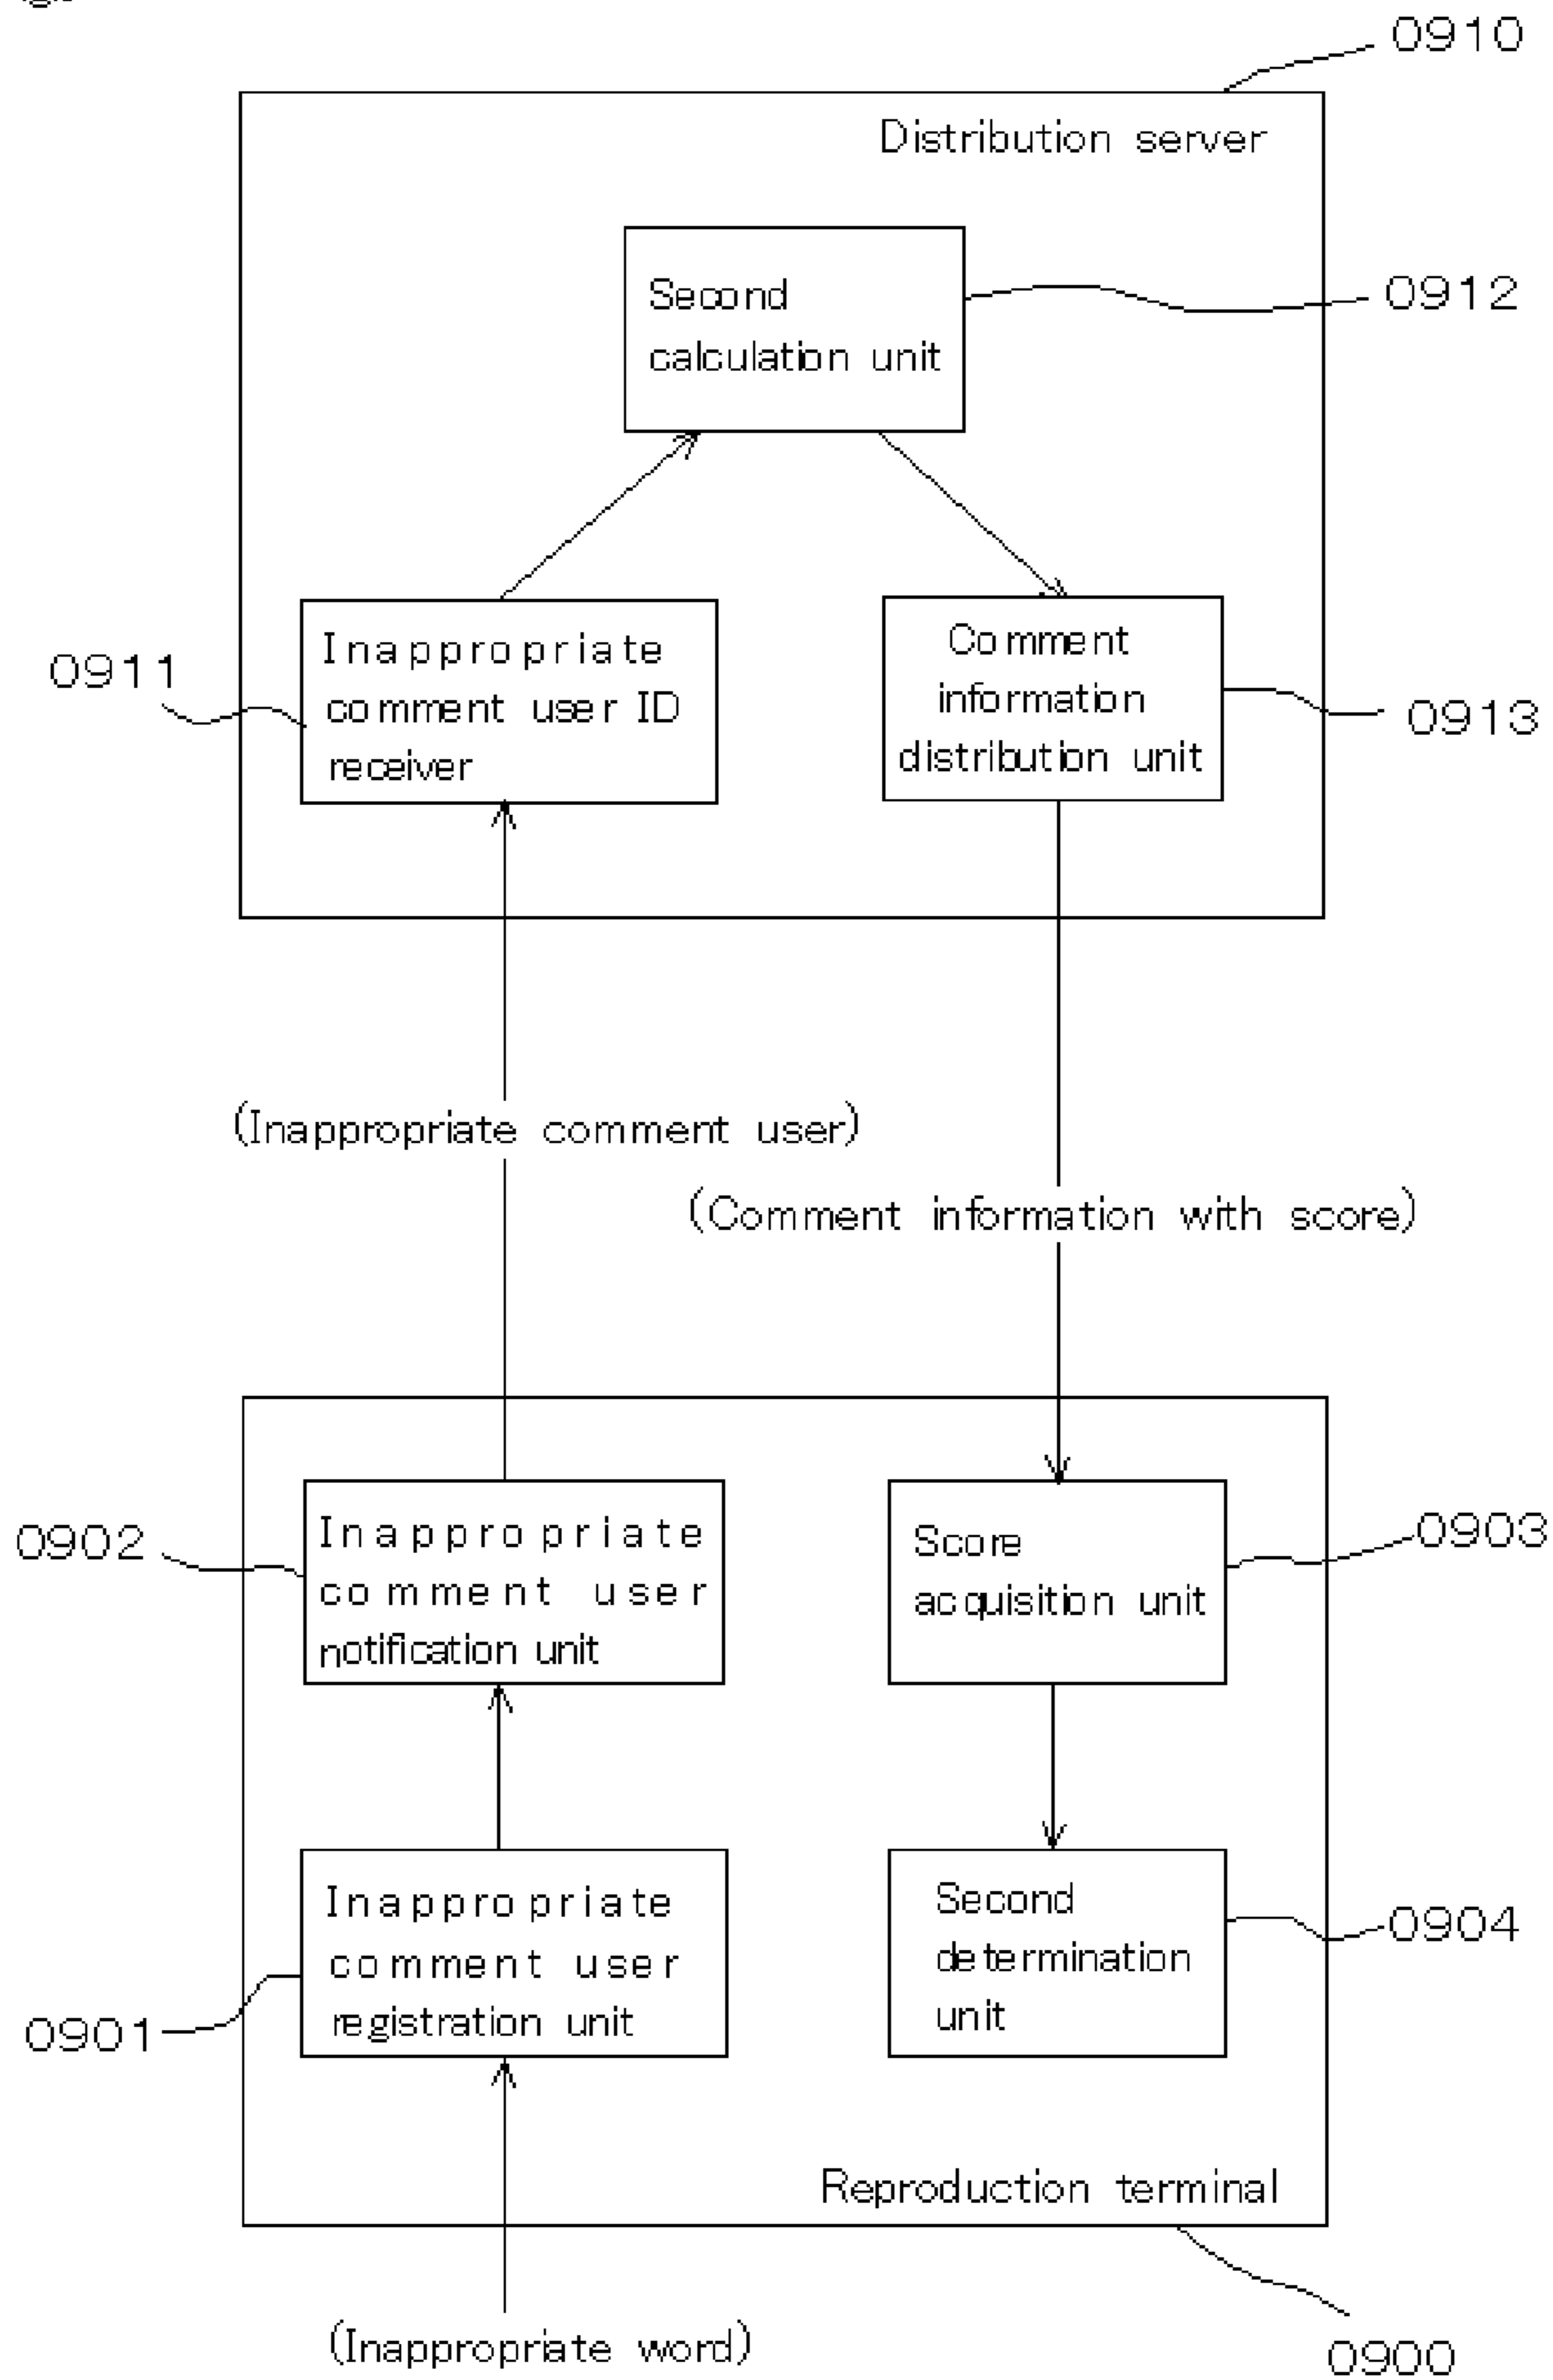 0910
Distribution server
Second
calculation unit
0912
Inappropriate
comment user ID
receiver
0911
Comment
information
distribution unit
0913
(Inappropriate comment user)
(Comment information with score)
0902
Inappropriate
comment user
notification unit
Score
acquisition unit
0903
Inappropriate
comment user
registration unit
0901
Second
determination
unit
0904
Reproduction terminal
(Inappropriate word)
0900